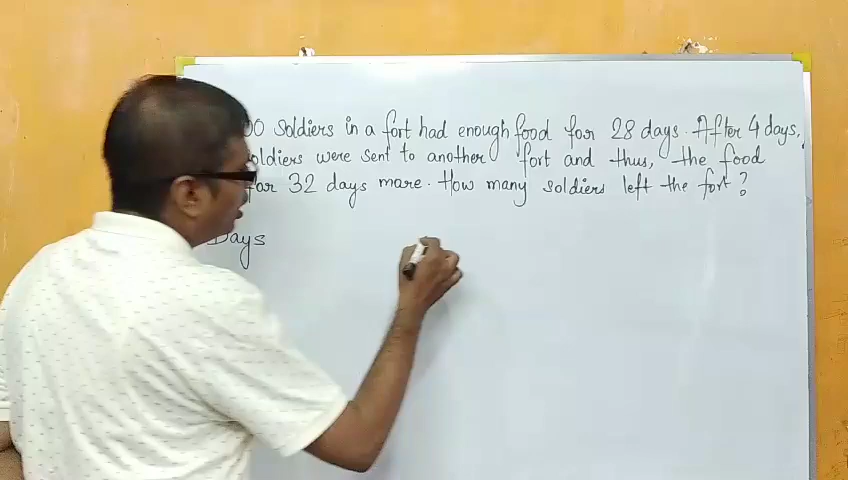 00 Soldiers in a fort had enough food for 28 days. After 4 days,
oldiers were sent to another fort and thus, the food
for 32 days more. How many soldiers left the fort?
Days